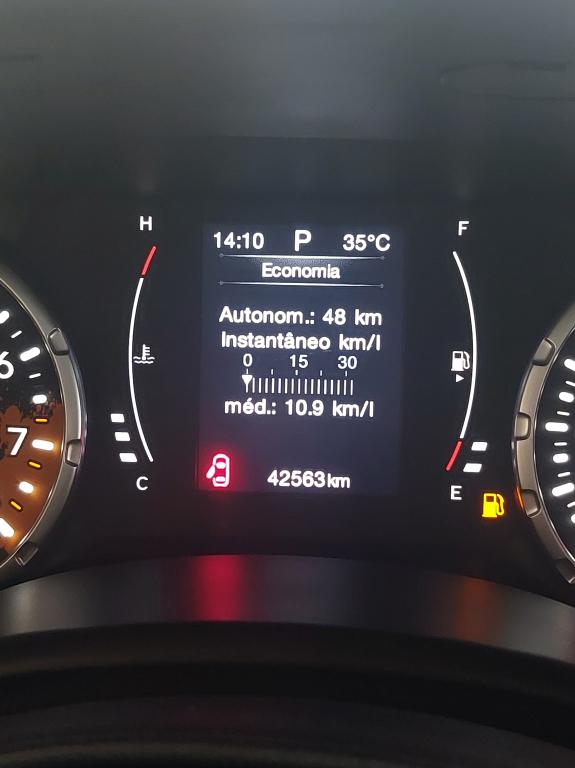 H
F
14:10 P 35°C
Economia
Autonom.: 48 km
Instantâneo km/l
0 15 30
méd.: 10.9 km/l
6
7
42563km
C
E